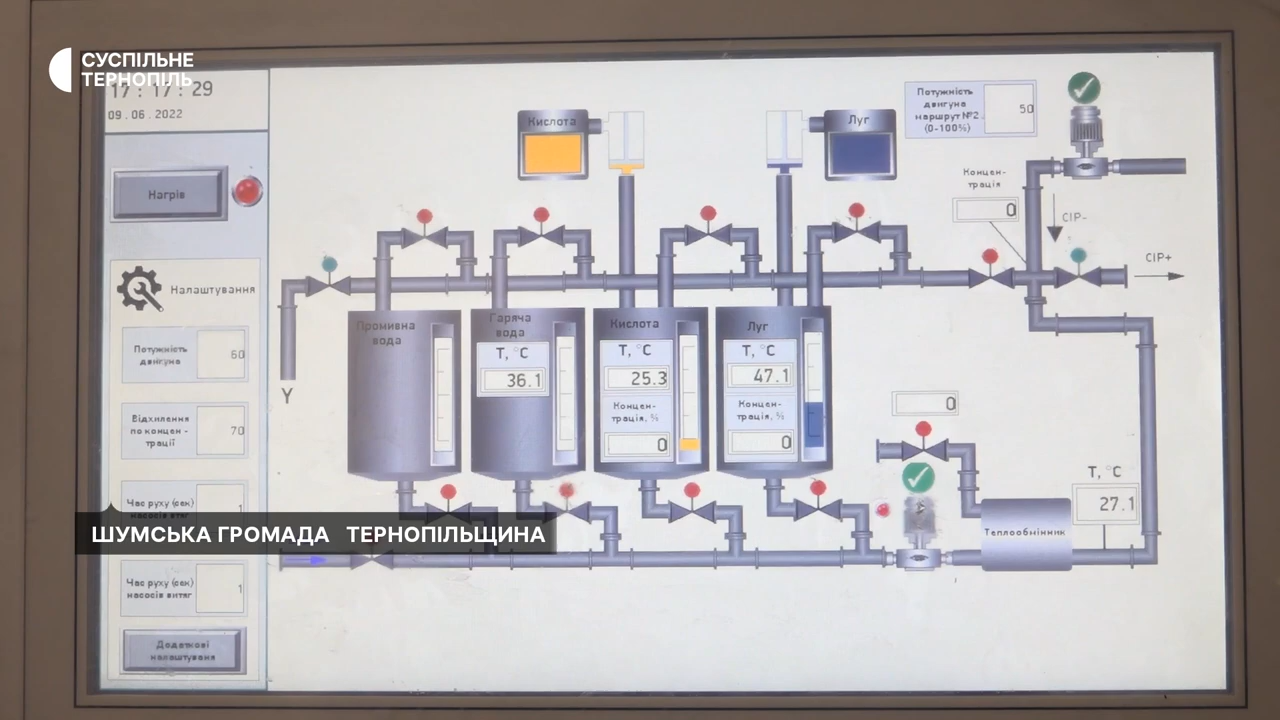 СУСПІЛЬНЕ
ТЕРНОПІЛЬ
17 : 17 : 29
09 . 06 . 2022
Нагрів
Налаштування
Потужність
двигуна
60
Відхилення
по концен -
трації
70
Час руху (сек)
насосів витяг
1
ШУМСЬКА ГРОМАДА ТЕРНОПІЛЬЩИНА
Час руху (сек)
насосів витяг
1
Додаткові
налаштуваня
Кислота
Луг
Потужність
двигуна
маршрут №2.
(0-100%)
50
Концен-
трація
0
CIP-
CIP+
Y
Промивна
вода
Гаряча
вода
T, °C
36.1
Кислота
T, °C
25.3
Концен-
трація, %
0
Луг
T, °C
47.1
Концен-
трація, %
0
0
T, °C
27.1
Теплообмінник